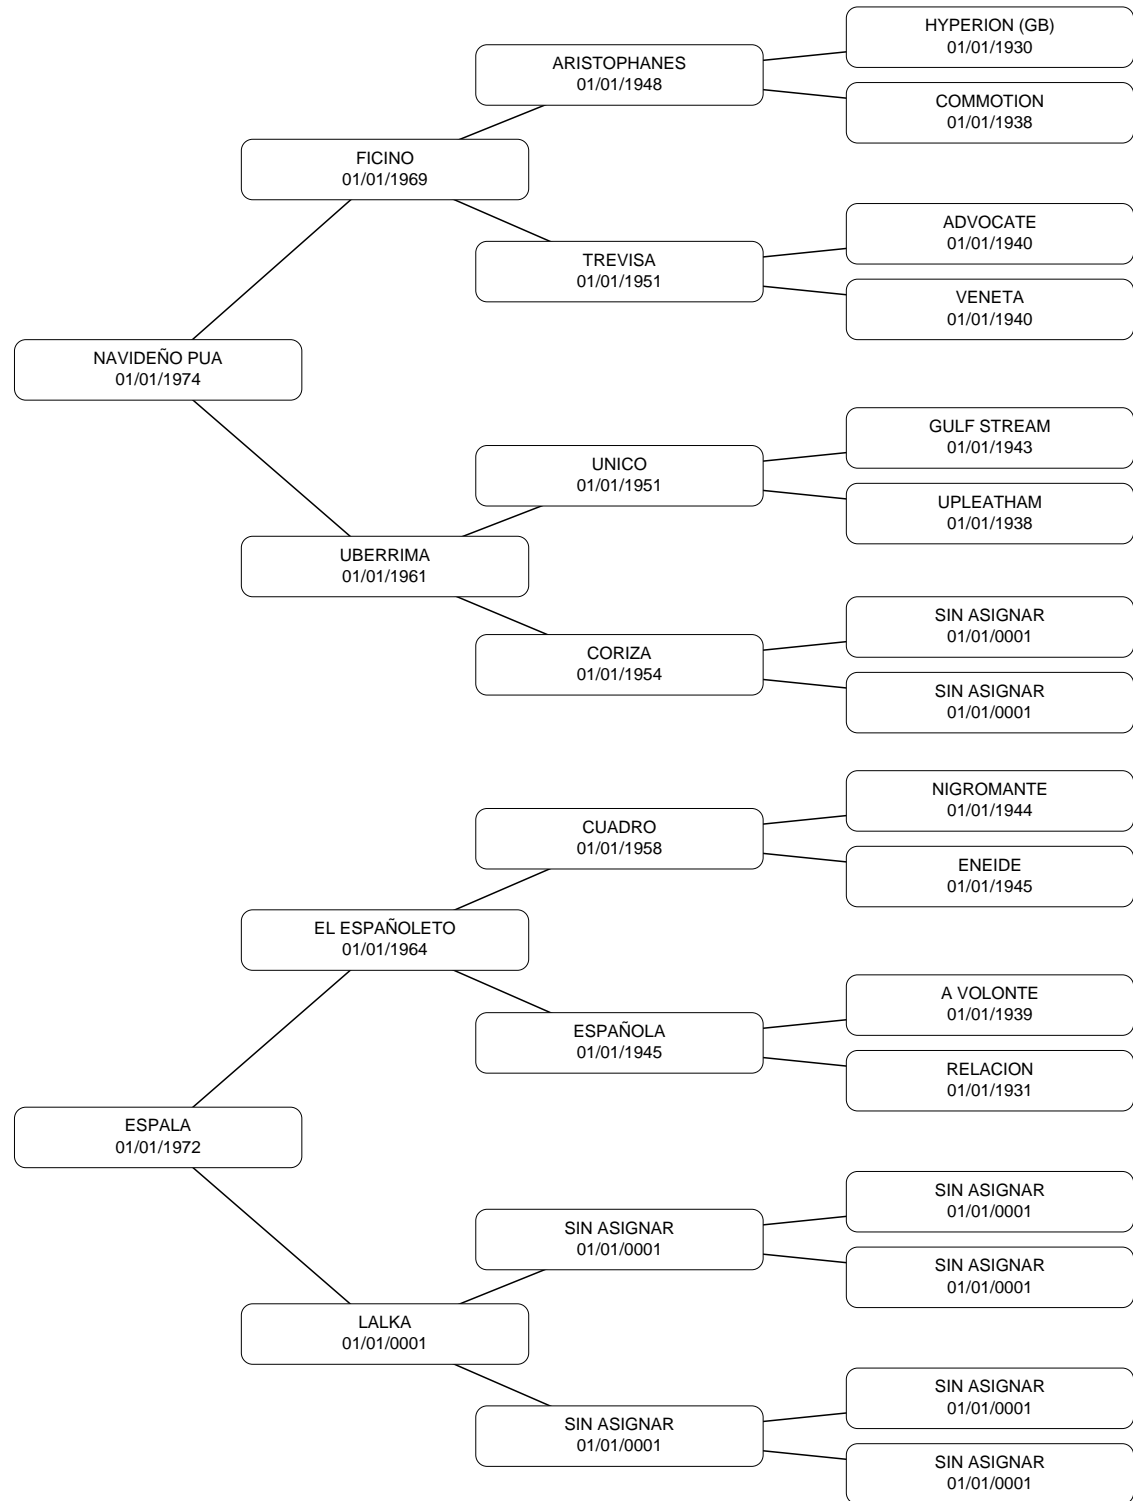 HYPERION (GB)
01/01/1930
ARISTOPHANES
01/01/1948
COMMOTION
01/01/1938
FICINO
01/01/1969
ADVOCATE
01/01/1940
TREVISA
01/01/1951
VENETA
01/01/1940
NAVIDEÑO PUA
01/01/1974
GULF STREAM
01/01/1943
UNICO
01/01/1951
UPLEATHAM
01/01/1938
UBERRIMA
01/01/1961
SIN ASIGNAR
01/01/0001
CORIZA
01/01/1954
SIN ASIGNAR
01/01/0001
NIGROMANTE
01/01/1944
CUADRO
01/01/1958
ENEIDE
01/01/1945
EL ESPAÑOLETO
01/01/1964
A VOLONTE
01/01/1939
ESPAÑOLA
01/01/1945
RELACION
01/01/1931
ESPALA
01/01/1972
SIN ASIGNAR
01/01/0001
SIN ASIGNAR
01/01/0001
SIN ASIGNAR
01/01/0001
LALKA
01/01/0001
SIN ASIGNAR
01/01/0001
SIN ASIGNAR
01/01/0001
SIN ASIGNAR
01/01/0001